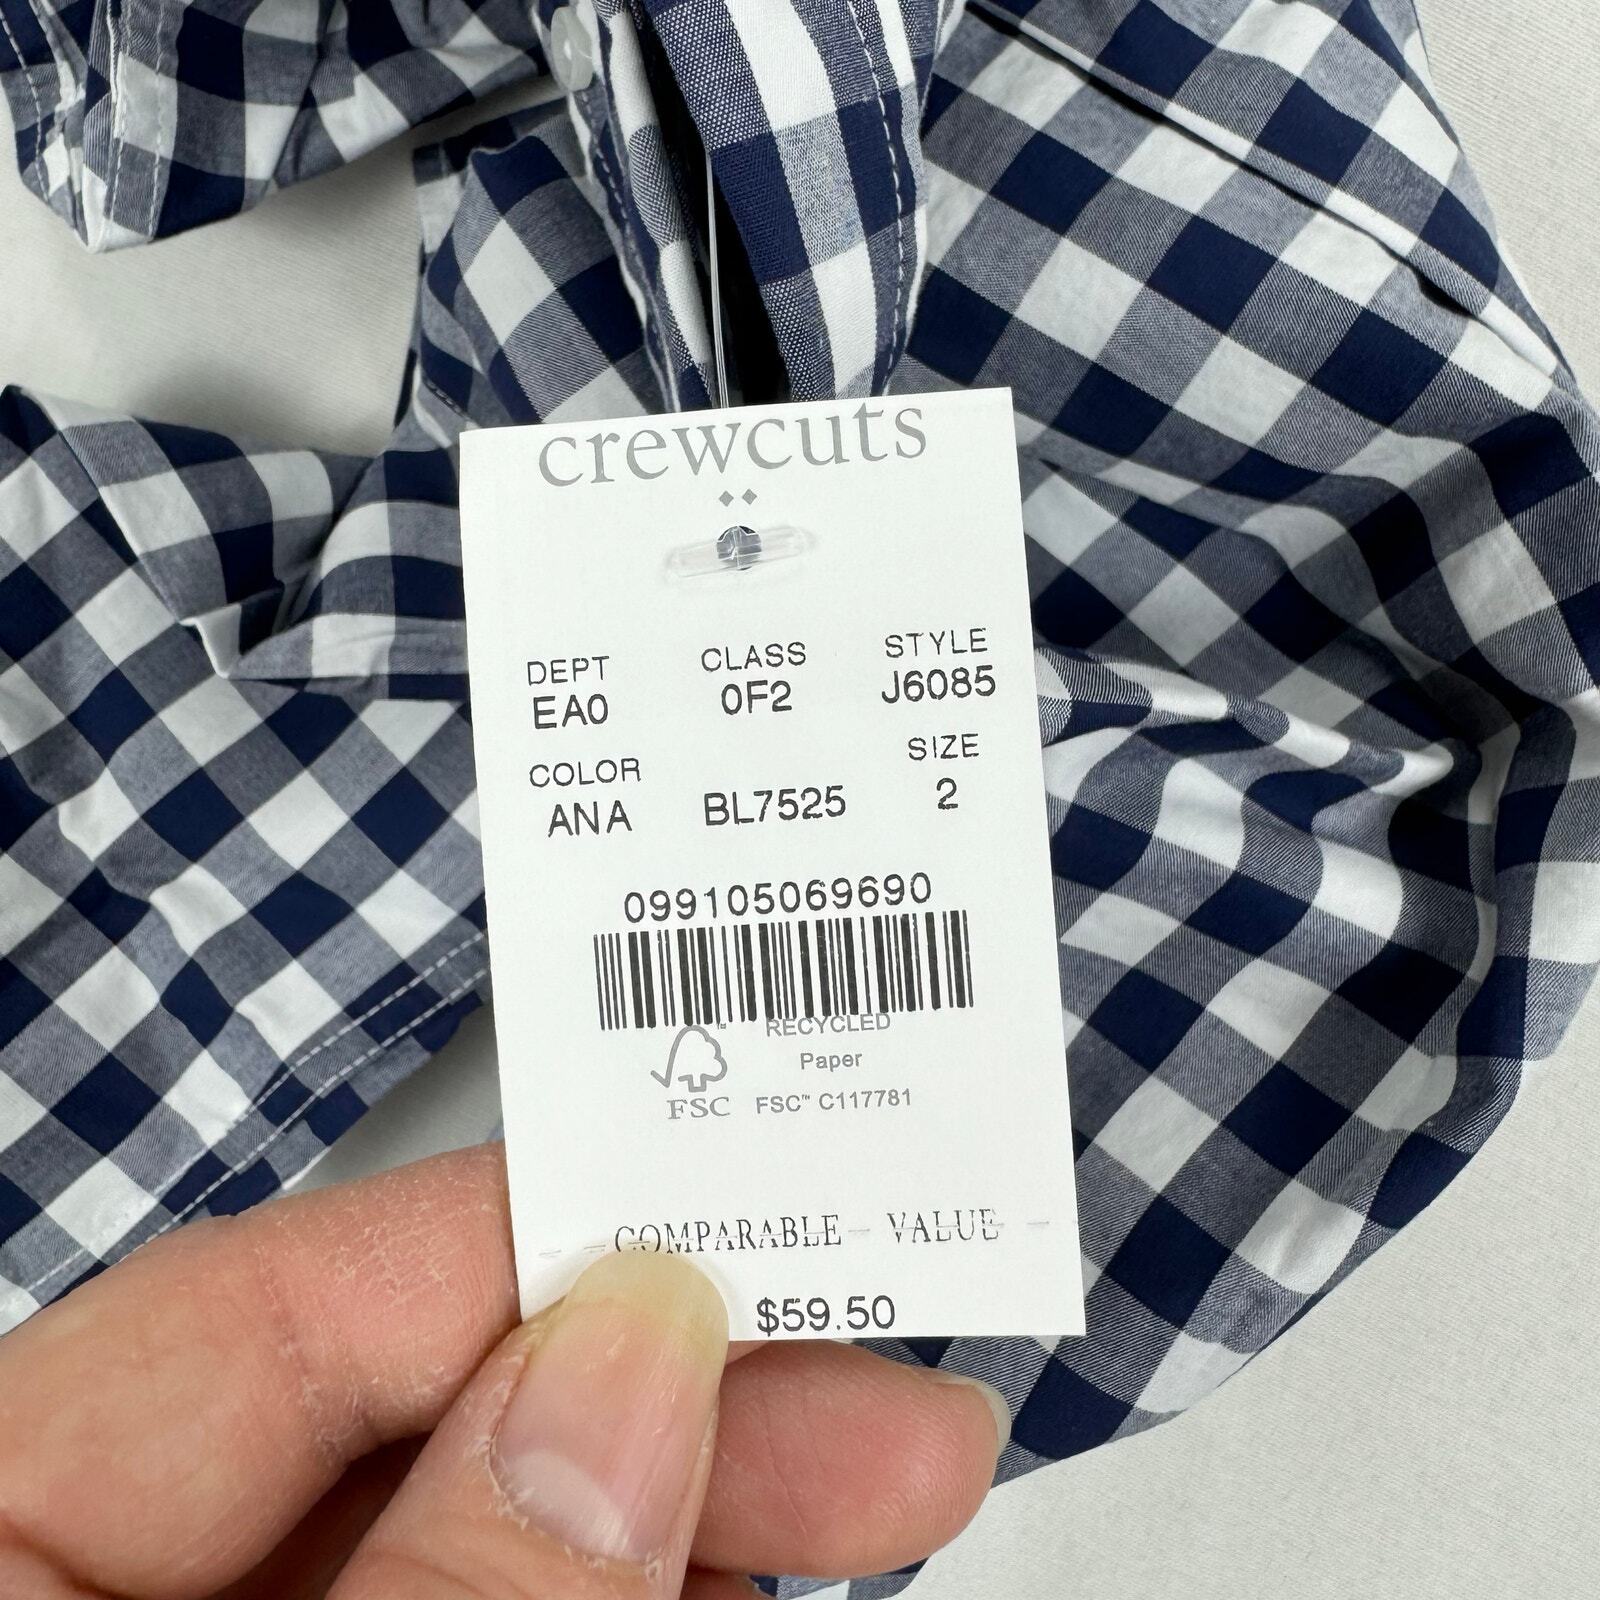 crewcuts
DEPT CLASS STYLE
EA0 0F2 J6085
COLOR SIZE
ANA BL7525 2
099105069690
RECYCLED
Paper
FSC FSC™ C117781
COMPARABLE VALUE
$59.50